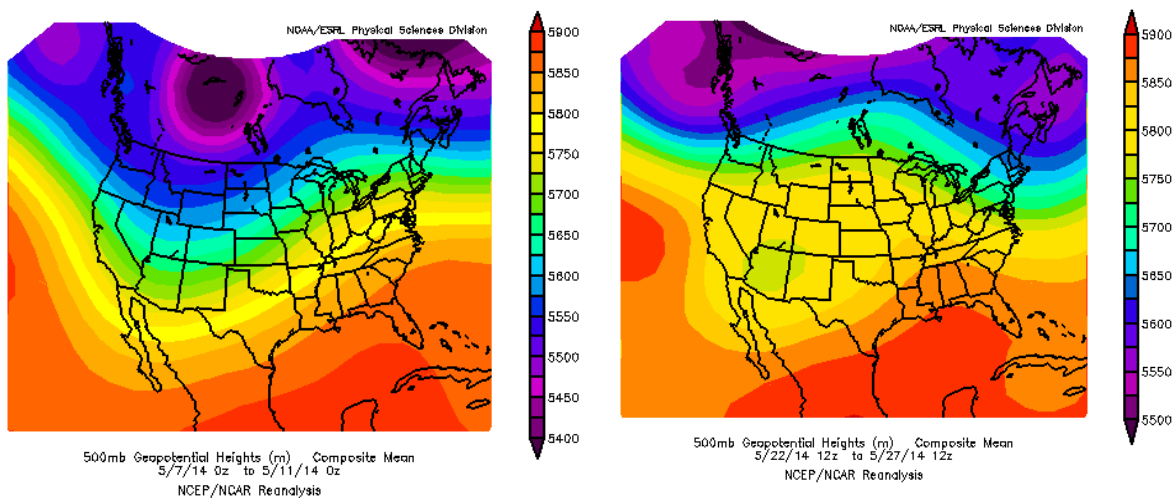 NOAA/ESRL Physical Sciences Division
5900
5850
5800
5750
5700
5650
5600
5550
5500
5450
5400
500mb Geopotential Heights (m) Composite Mean
5/7/14 0z to 5/11/14 0z
NCEP/NCAR Reanalysis
NOAA/ESRL Physical Sciences Division
5900
5850
5800
5750
5700
5650
5600
5550
5500
500mb Geopotential Heights (m) Composite Mean
5/22/14 12z to 5/27/14 12z
NCEP/NCAR Reanalysis